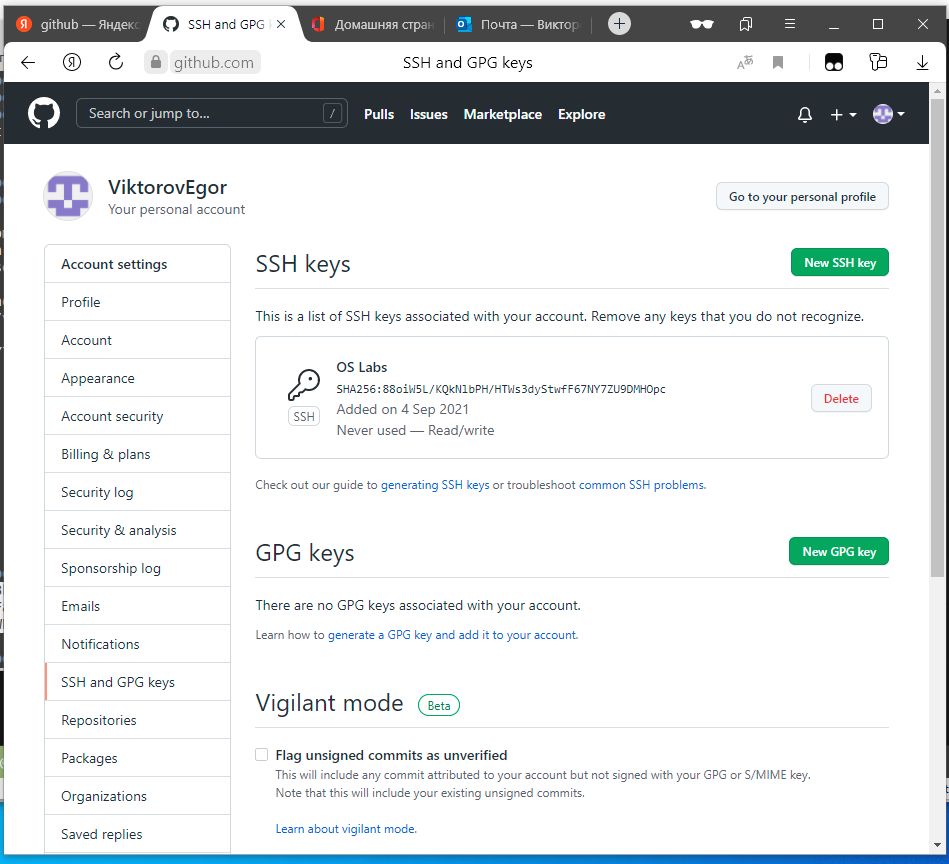 github — Яндекс
SSH and GPG
Домашняя стран
Почта — Виктор
github.com
SSH and GPG keys
Search or jump to...
/
Pulls
Issues
Marketplace
Explore
ViktorovEgor
Your personal account
Go to your personal profile
Account settings
Profile
Account
Appearance
Account security
Billing & plans
Security log
Security & analysis
Sponsorship log
Emails
Notifications
SSH and GPG keys
Repositories
Packages
Organizations
Saved replies
SSH keys
New SSH key
This is a list of SSH keys associated with your account. Remove any keys that you do not recognize.
OS Labs
SHA256:88oiW5L/KQkNlbPH/HTWs3dyStwfF67NY7ZU9DMHOpc
Added on 4 Sep 2021
Never used — Read/write
SSH
Delete
Check out our guide to generating SSH keys or troubleshoot common SSH problems.
GPG keys
New GPG key
There are no GPG keys associated with your account.
Learn how to generate a GPG key and add it to your account.
Vigilant mode
Beta
Flag unsigned commits as unverified
This will include any commit attributed to your account but not signed with your GPG or S/MIME key.
Note that this will include your existing unsigned commits.
Learn about vigilant mode.